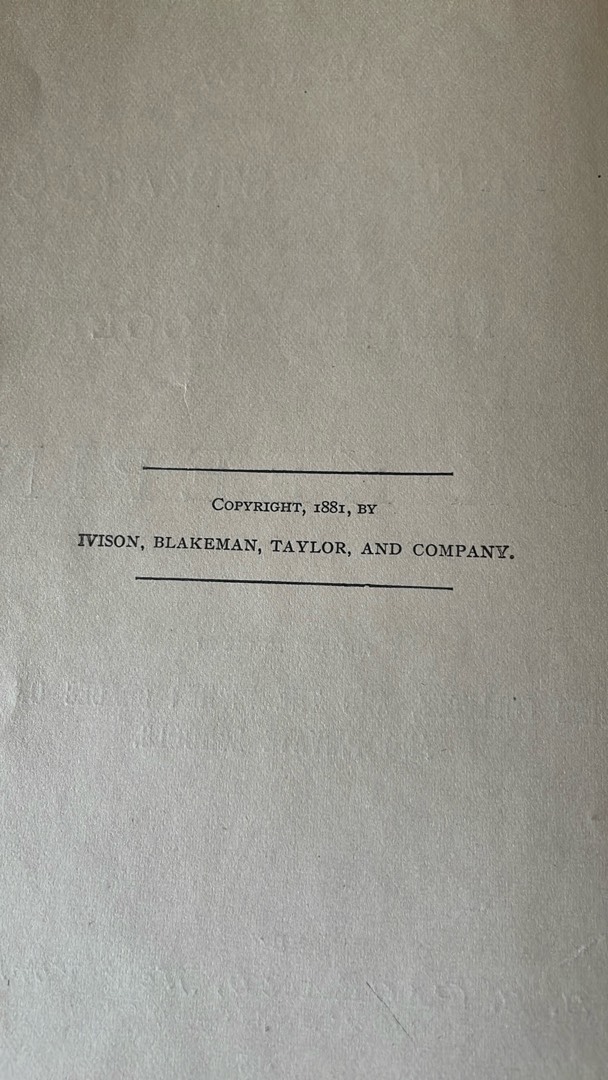 COPYRIGHT, 1881, BY
IVISON, BLAKEMAN, TAYLOR, AND COMPANY.